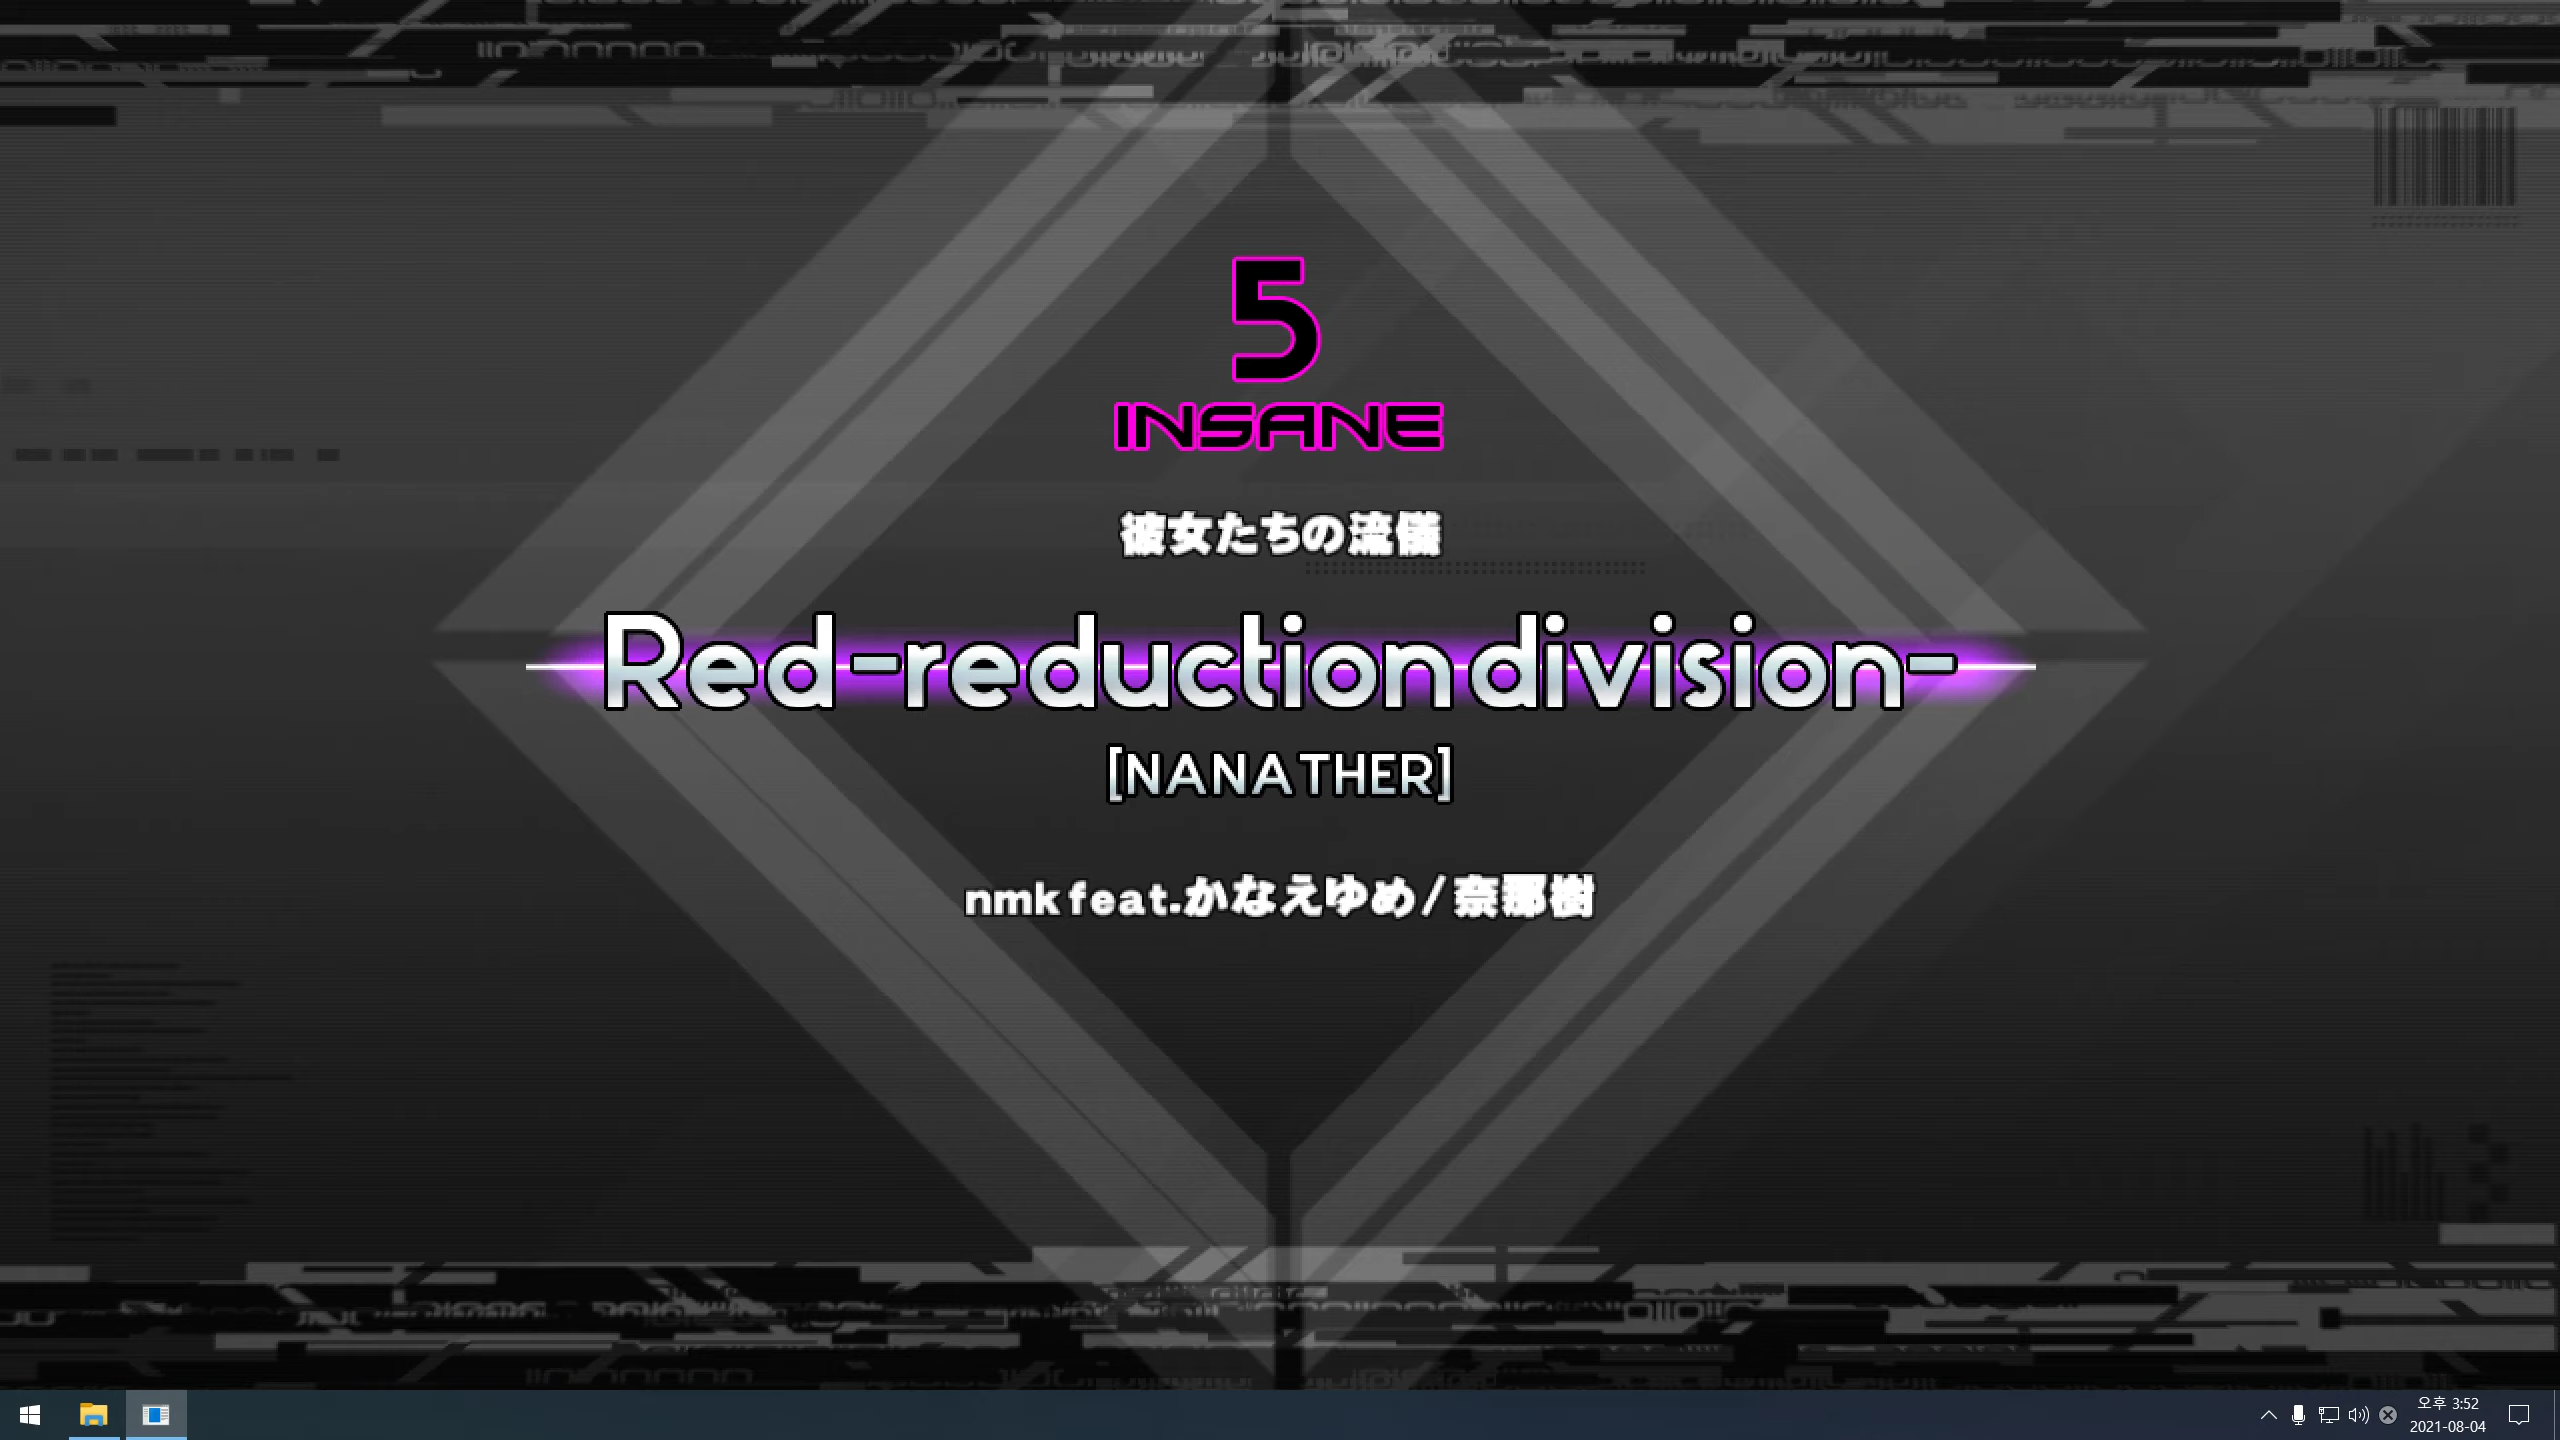 5
INSANE
彼女たちの流儀
Red -reduction division-
[NANATHER]
nmk feat.かなえゆめ / 奈那樹
오후 3:52
2021-08-04